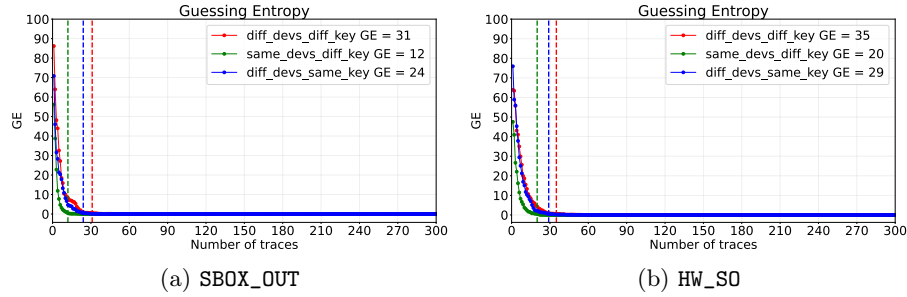 Guessing Entropy
100
90
80
70
60
50
40
30
20
10
0
GE
diff_devs_diff_key GE = 31
same_devs_diff_key GE = 12
diff_devs_same_key GE = 24
0 30 60 90 120 150 180 210 240 270 300
Number of traces
(a) SBOX_OUT
Guessing Entropy
100
90
80
70
60
50
40
30
20
10
0
GE
diff_devs_diff_key GE = 35
same_devs_diff_key GE = 20
diff_devs_same_key GE = 29
0 30 60 90 120 150 180 210 240 270 300
Number of traces
(b) HW_SO